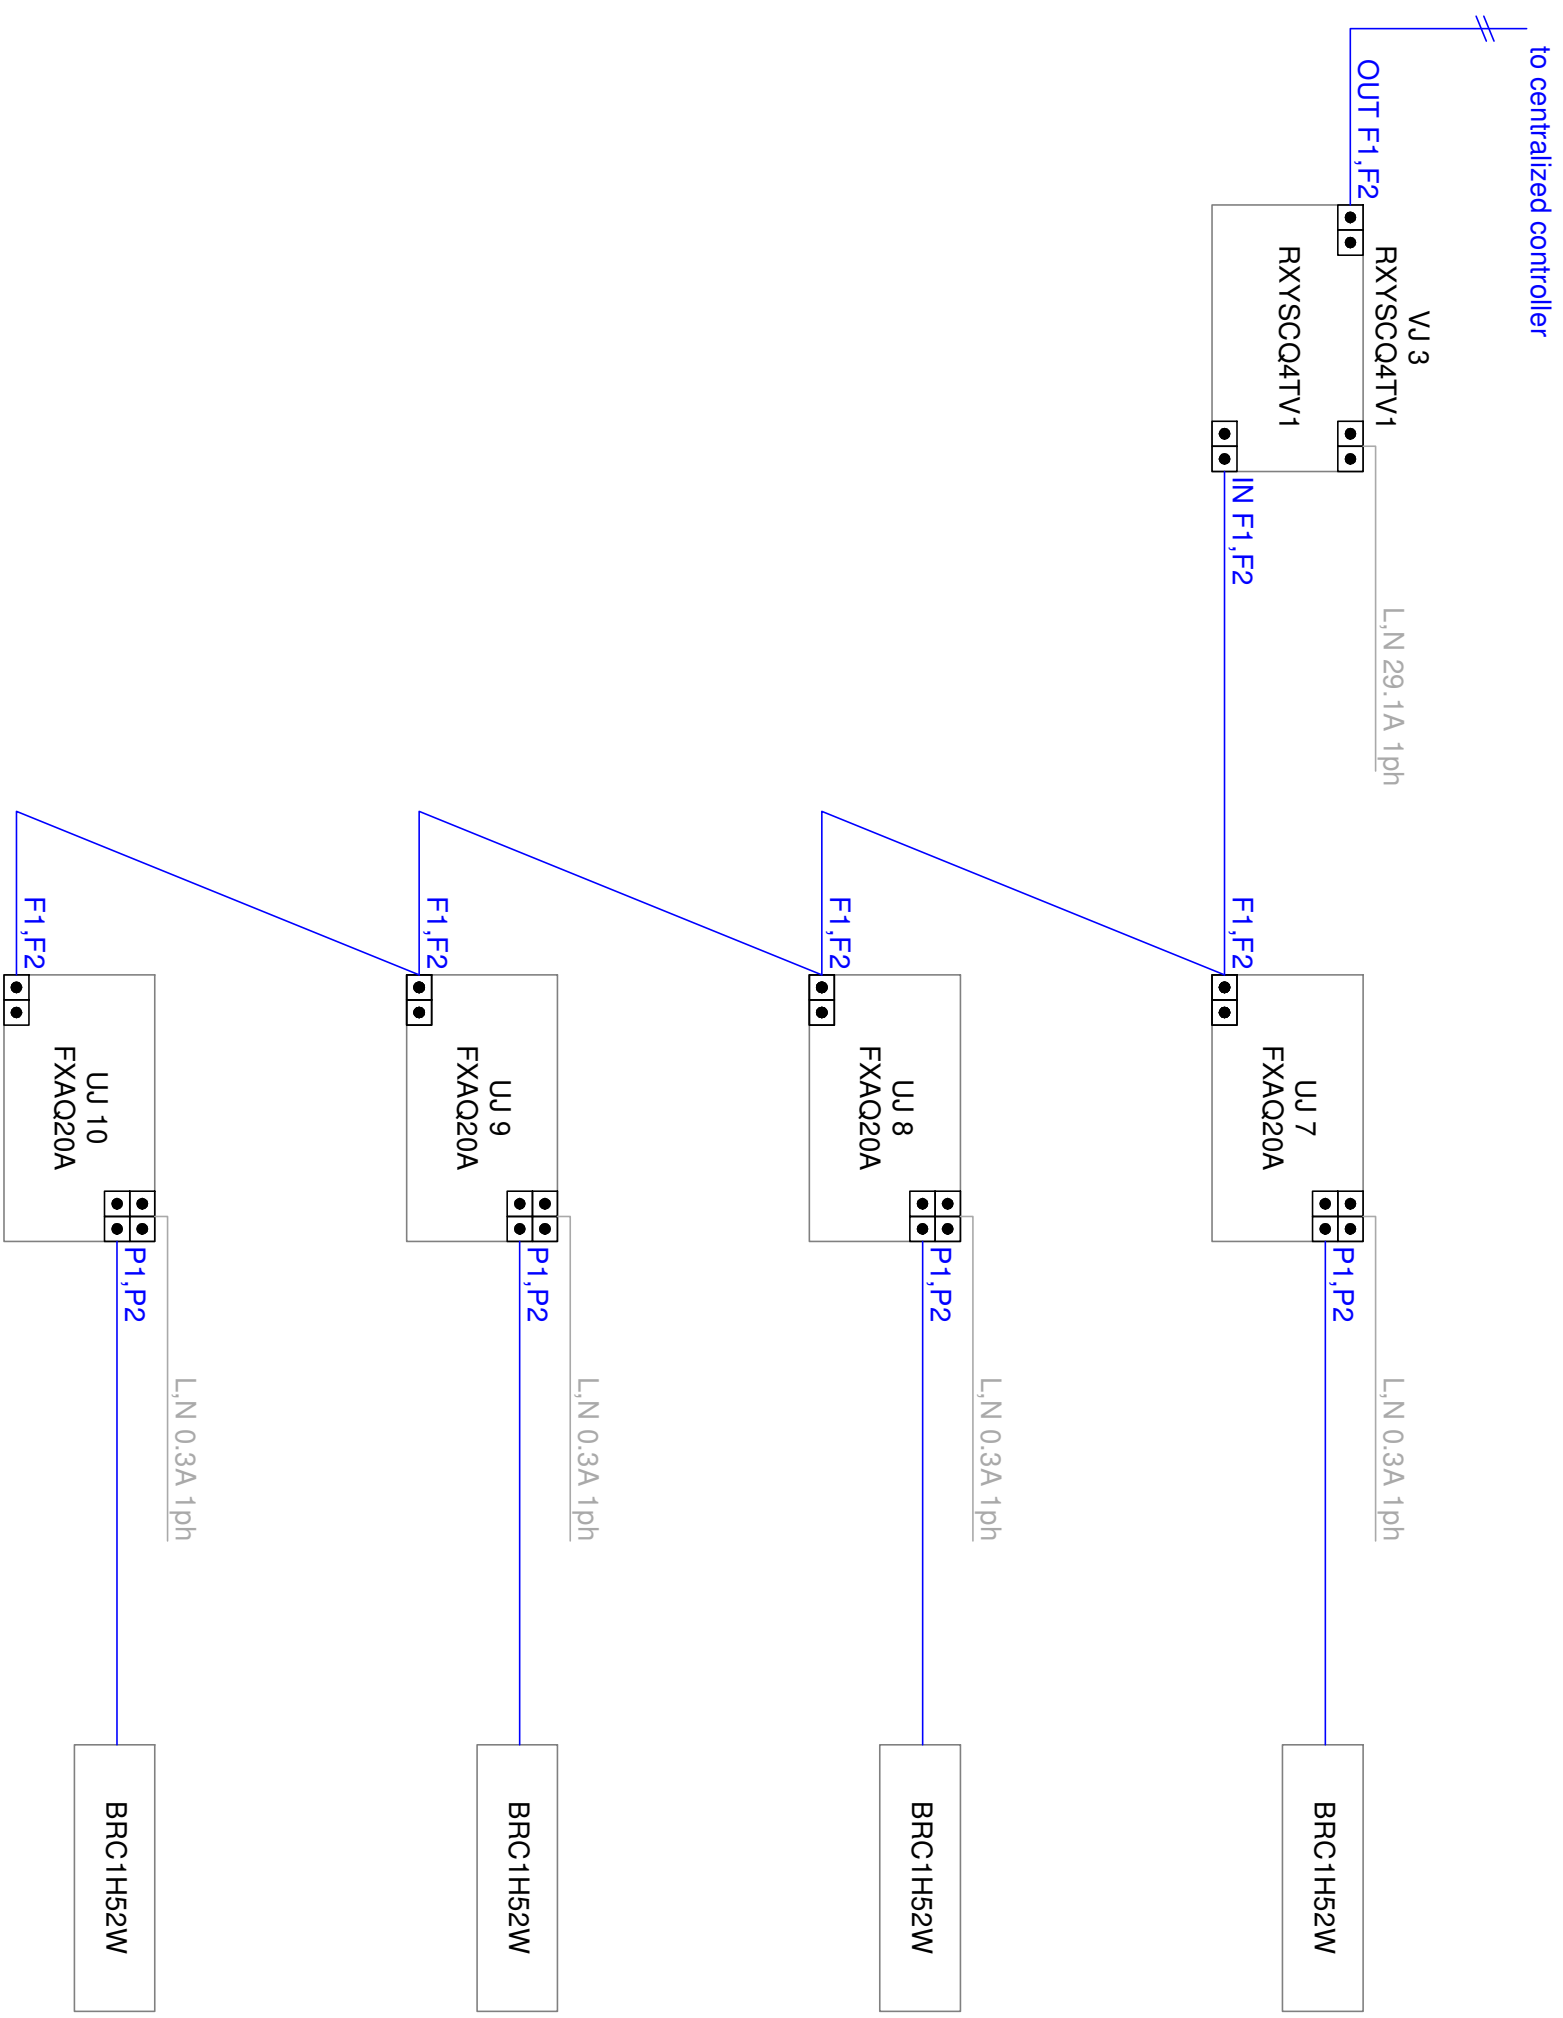 to centralized controller
OUT F1,F2
VJ 3
RXYSCQ4TV1
RXYSCQ4TV1
L,N 29.1A 1ph
IN F1,F2
F1,F2
UJ 7
FXAQ20A
P1,P2
L,N 0.3A 1ph
BRC1H52W
F1,F2
UJ 8
FXAQ20A
P1,P2
L,N 0.3A 1ph
BRC1H52W
F1,F2
UJ 9
FXAQ20A
P1,P2
L,N 0.3A 1ph
BRC1H52W
F1,F2
UJ 10
FXAQ20A
P1,P2
L,N 0.3A 1ph
BRC1H52W